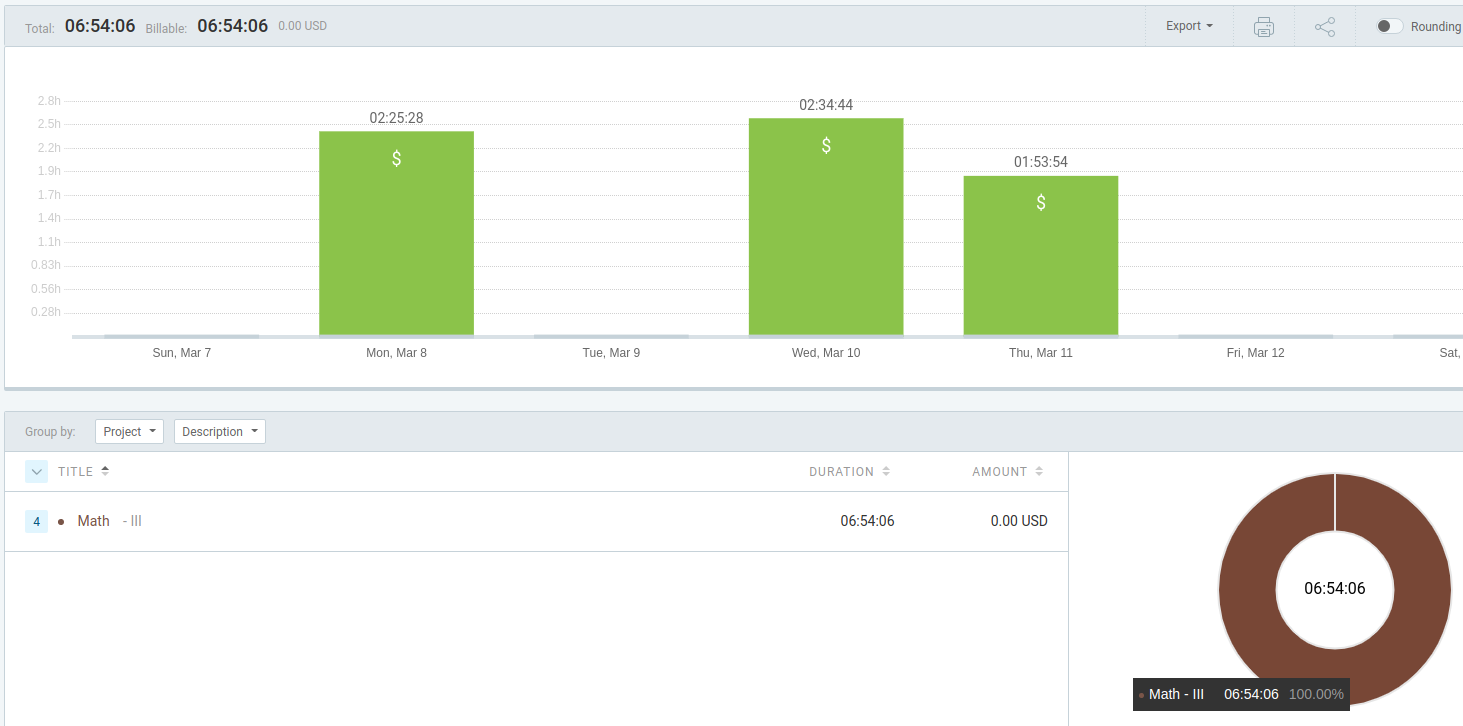 Total: 06:54:06 Billable: 06:54:06 0.00 USD Export Rounding
2.8h
02:34:44
02:25:28
2.5h
$
2.2h
$
01:53:54
1.9h
1.7h
$
1.4h
1.1h
0.83h
0.56h
0.28h
Sun, Mar 7 Mon, Mar 8 Tue, Mar 9 Wed, Mar 10 Thu, Mar 11 Fri, Mar 12 Sat,
Group by: Project Description
TITLE DURATION AMOUNT
4 Math - III 06:54:06 0.00 USD
06:54:06
Math - III 06:54:06 100.00%